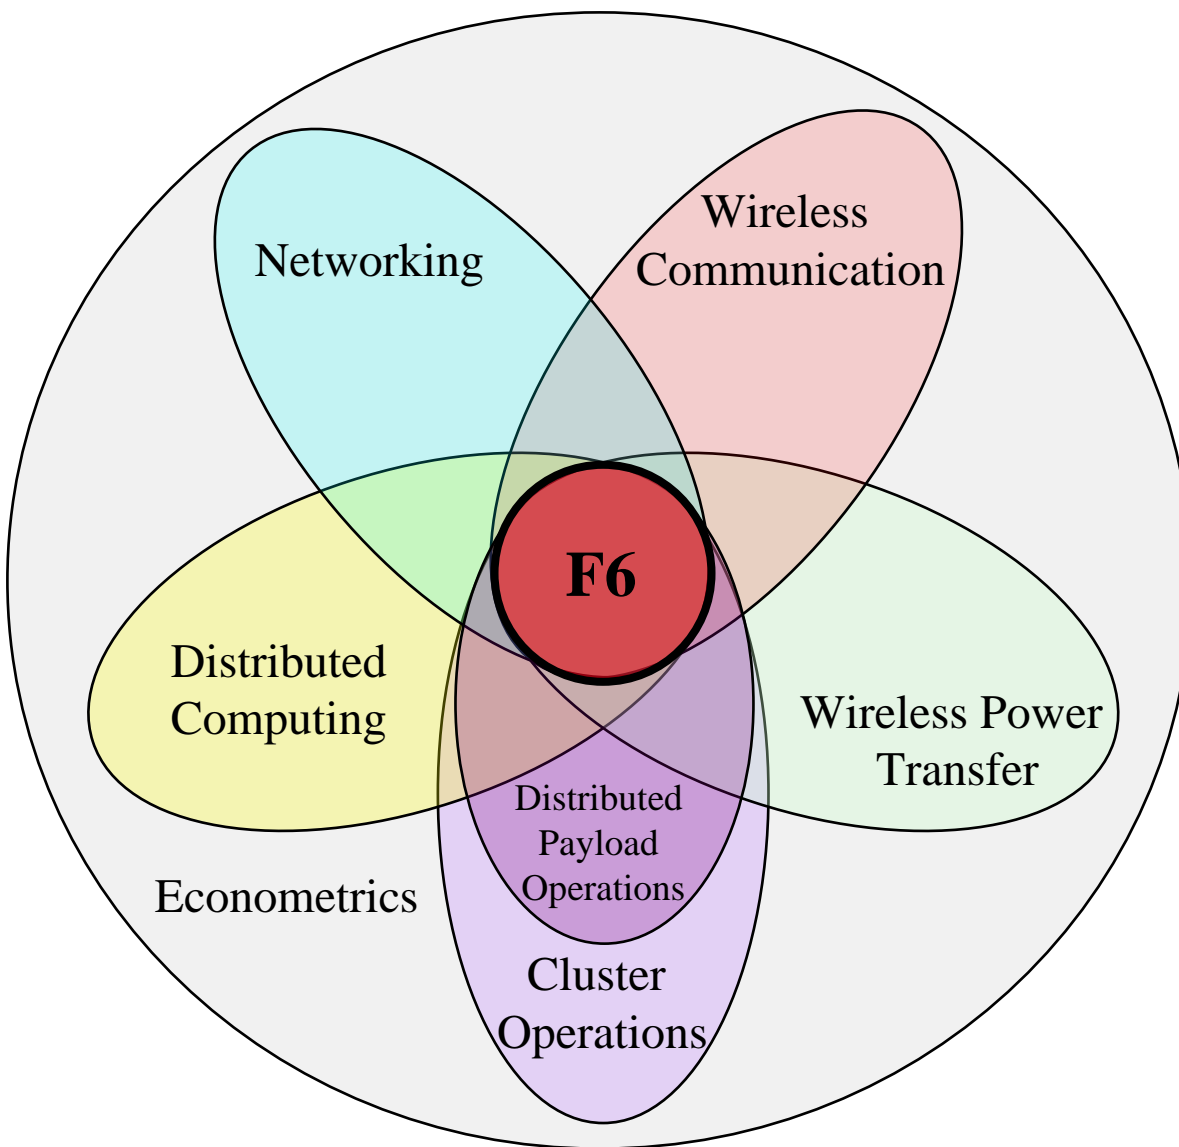 Networking
Wireless
Communication
F6
Distributed
Computing
Wireless Power
Transfer
Distributed
Payload
Operations
Econometrics
Cluster
Operations